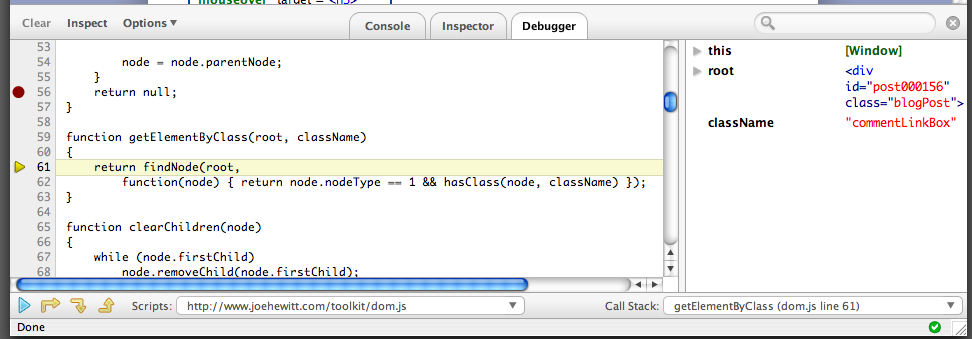 mouseover target = <h3>
Clear Inspect Options ▾ Console Inspector Debugger
53
54 node = node.parentNode;
55 }
56 return null;
57 }
58
59 function getElementByClass(root, className)
60 {
61 return findNode(root,
62 function(node) { return node.nodeType == 1 && hasClass(node, className) });
63 }
64
65 function clearChildren(node)
66 {
67 while (node.firstChild)
68 node.removeChild(node.firstChild);
this [Window]
root <div
id="post000156"
class="blogPost">
className "commentLinkBox"
Scripts: http://www.joehewitt.com/toolkit/dom.js Call Stack: getElementByClass (dom.js line 61)
Done